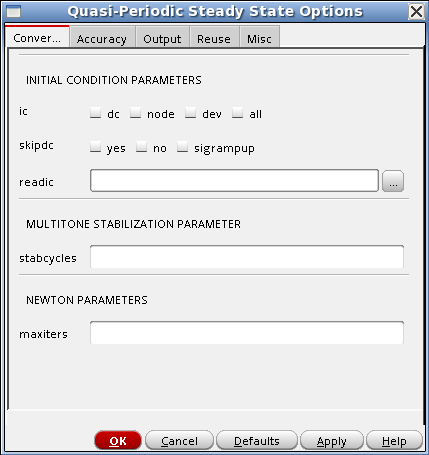 Quasi-Periodic Steady State Options
Conver... Accuracy Output Reuse Misc
INITIAL CONDITION PARAMETERS
ic dc node dev all
skipdc yes no sigrampup
readic ...
MULTITONE STABILIZATION PARAMETER
stabcycles
NEWTON PARAMETERS
maxiters
OK Cancel Defaults Apply Help